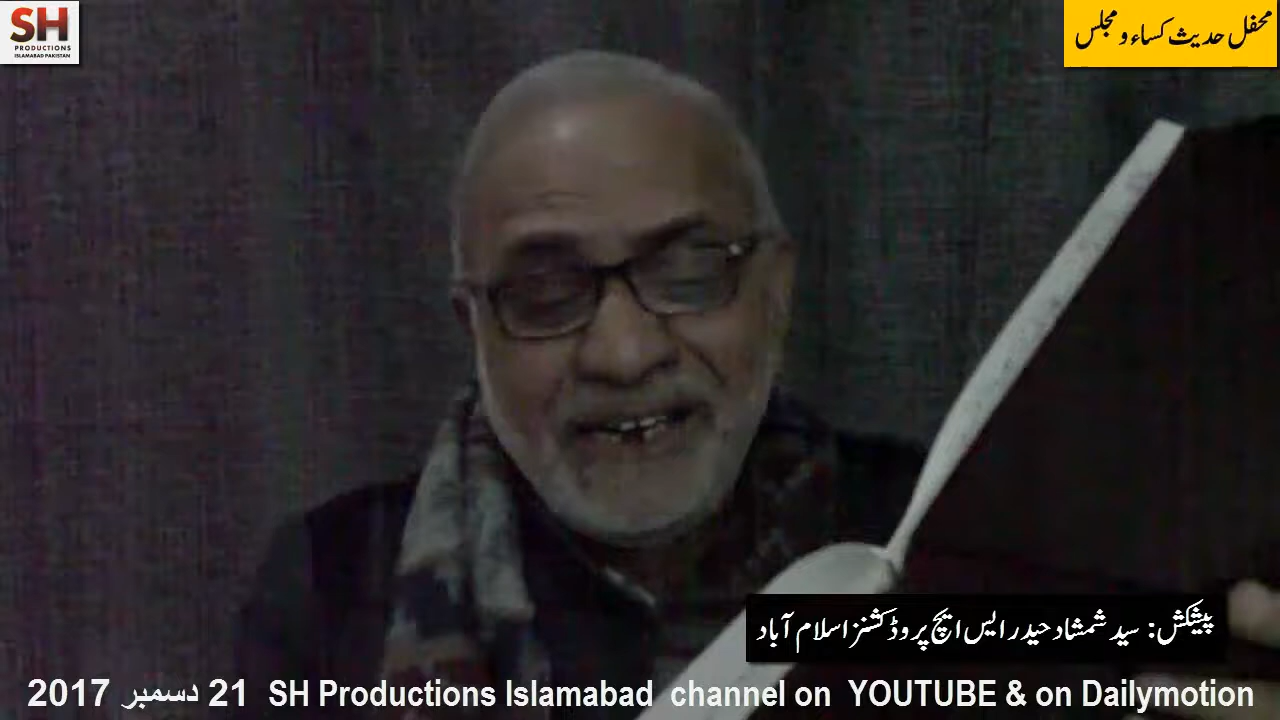 SH
PRODUCTIONS
ISLAMABAD PAKISTAN
محفل حدیث کساء و مجلس
پیشکش: سید شمشاد حیدر ایس ایچ پروڈکشنز اسلام آباد
21 دسمبر 2017 SH Productions Islamabad channel on YOUTUBE & on Dailymotion